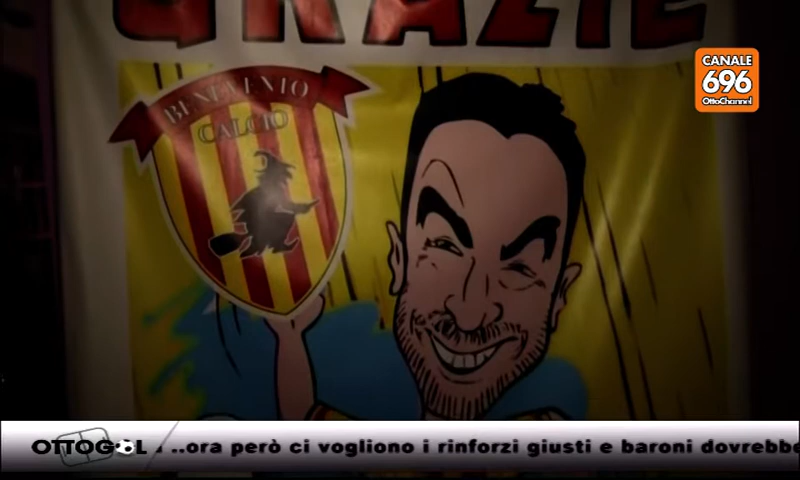 GRAZIE
CANALE
696
OttoChannel
BENEVENTO
CALCIO
OTTOGOL
..ora però ci vogliono i rinforzi giusti e baroni dovrebbe